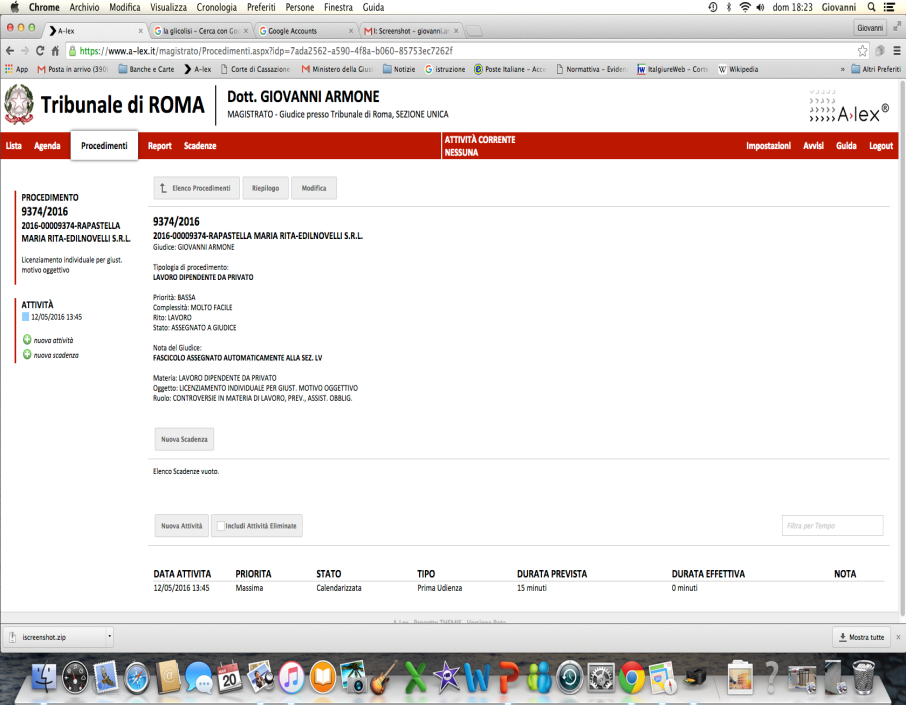 Chrome Archivio Modifica Visualizza Cronologia Preferiti Persone Finestra Guida dom 18:23 Giovanni
A-lex
G la glicolisi – Cerca con Goo
Google Accounts
I: Screenshot – giovanni.ar
Giovanni
https://www.a-lex.it/magistrato/Procedimenti.aspx?idp=7ada2562-a590-4f8a-b060-85753ec7262f
App Posta in arrivo (390) Banche e Carte A-lex Corte di Cassazione Ministero della Gius Notizie istruzione Poste Italiane – Acce Normattiva – Eviden ItalgiureWeb – Corte Wikipedia » Altri Preferiti
Tribunale di ROMA
Dott. GIOVANNI ARMONE
MAGISTRATO - Giudice presso Tribunale di Roma, SEZIONE UNICA
A›lex®
Lista Agenda Procedimenti Report Scadenze
ATTIVITÀ CORRENTE
NESSUNA
Impostazioni Avvisi Guida Logout
PROCEDIMENTO
9374/2016
2016-00009374-RAPASTELLA
MARIA RITA-EDILNOVELLI S.R.L.
Licenziamento individuale per giust.
motivo oggettivo
ATTIVITÀ
12/05/2016 13:45
nuova attività
nuova scadenza
Elenco Procedimenti Riepilogo Modifica
9374/2016
2016-00009374-RAPASTELLA MARIA RITA-EDILNOVELLI S.R.L.
Giudice: GIOVANNI ARMONE
Tipologia di procedimento:
LAVORO DIPENDENTE DA PRIVATO
Priorità: BASSA
Complessità: MOLTO FACILE
Rito: LAVORO
Stato: ASSEGNATO A GIUDICE
Nota del Giudice:
FASCICOLO ASSEGNATO AUTOMATICAMENTE ALLA SEZ. LV
Materia: LAVORO DIPENDENTE DA PRIVATO
Oggetto: LICENZIAMENTO INDIVIDUALE PER GIUST. MOTIVO OGGETTIVO
Ruolo: CONTROVERSIE IN MATERIA DI LAVORO, PREV., ASSIST. OBBLIG.
Nuova Scadenza
Elenco Scadenze vuoto.
Nuova Attività Includi Attività Eliminate
Filtra per Tempo
DATA ATTIVITA PRIORITA STATO TIPO DURATA PREVISTA DURATA EFFETTIVA NOTA
12/05/2016 13:45 Massima Calendarizzata Prima Udienza 15 minuti 0 minuti
iscreenshot.zip
Mostra tutte
20